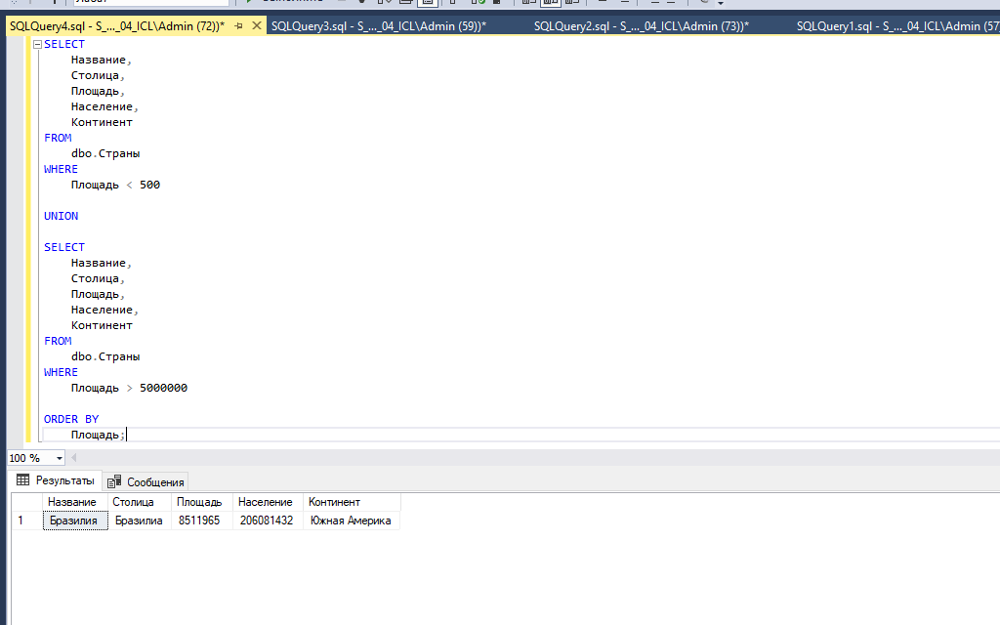 SQLQuery4.sql - S_..._04_ICL\Admin (72))*
SQLQuery3.sql - S_..._04_ICL\Admin (59))*
SQLQuery2.sql - S_..._04_ICL\Admin (73))*
SQLQuery1.sql - S_..._04_ICL\Admin (57
SELECT
Название,
Столица,
Площадь,
Население,
Континент
FROM
dbo.Страны
WHERE
Площадь < 500
UNION
SELECT
Название,
Столица,
Площадь,
Население,
Континент
FROM
dbo.Страны
WHERE
Площадь > 5000000
ORDER BY
Площадь;
100 %
Результаты Сообщения
Название Столица Площадь Население Континент
1 Бразилия Бразилиа 8511965 206081432 Южная Америка